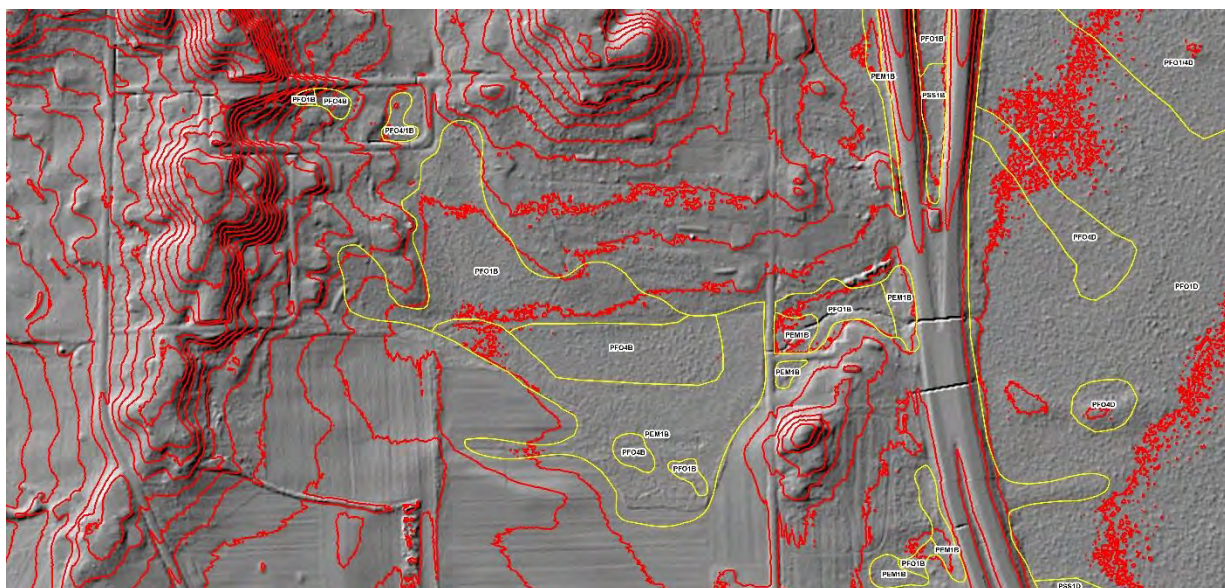 PFO1B
PFO1/4D
PEM1B
PSS1B
PFO1B
PFO4B
PFO4/1B
PFO4D
PFO1B
PFO1D
PEM1B
PFO1B
PEM1B
PFO4B
PEM1B
PFO4D
PEM1B
PFO4B
PFO1B
PEM1B
PFO1B
PEM1B
PSS1D